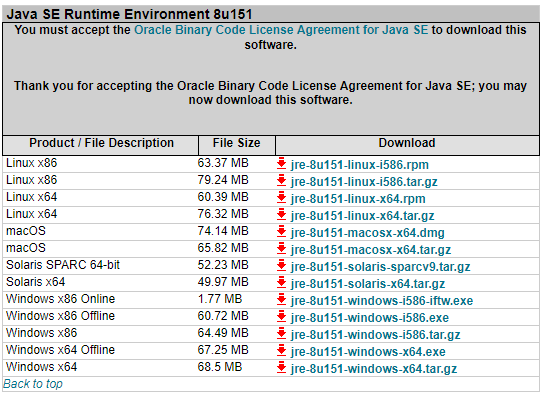 Java SE Runtime Environment 8u151
You must accept the Oracle Binary Code License Agreement for Java SE to download this
software.
Thank you for accepting the Oracle Binary Code License Agreement for Java SE; you may
now download this software.
Product / File Description File Size Download
Linux x86 63.37 MB jre-8u151-linux-i586.rpm
Linux x86 79.24 MB jre-8u151-linux-i586.tar.gz
Linux x64 60.39 MB jre-8u151-linux-x64.rpm
Linux x64 76.32 MB jre-8u151-linux-x64.tar.gz
macOS 74.14 MB jre-8u151-macosx-x64.dmg
macOS 65.82 MB jre-8u151-macosx-x64.tar.gz
Solaris SPARC 64-bit 52.23 MB jre-8u151-solaris-sparcv9.tar.gz
Solaris x64 49.97 MB jre-8u151-solaris-x64.tar.gz
Windows x86 Online 1.77 MB jre-8u151-windows-i586-iftw.exe
Windows x86 Offline 60.72 MB jre-8u151-windows-i586.exe
Windows x86 64.49 MB jre-8u151-windows-i586.tar.gz
Windows x64 Offline 67.25 MB jre-8u151-windows-x64.exe
Windows x64 68.5 MB jre-8u151-windows-x64.tar.gz
Back to top